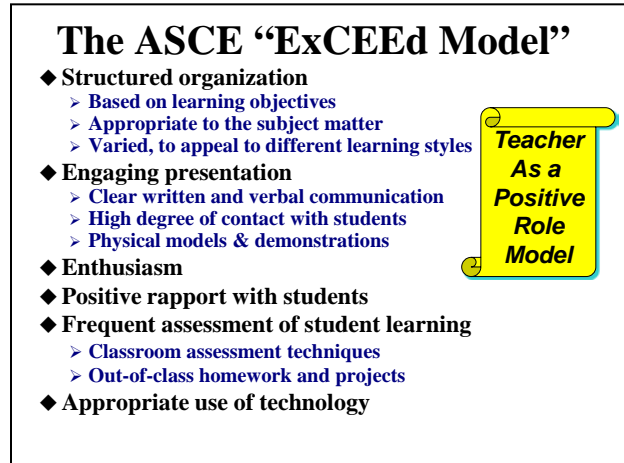 The ASCE “ExCEEd Model”
◆ Structured organization
➢ Based on learning objectives
➢ Appropriate to the subject matter
➢ Varied, to appeal to different learning styles
◆ Engaging presentation
➢ Clear written and verbal communication
➢ High degree of contact with students
➢ Physical models & demonstrations
◆ Enthusiasm
◆ Positive rapport with students
◆ Frequent assessment of student learning
➢ Classroom assessment techniques
➢ Out-of-class homework and projects
◆ Appropriate use of technology
Teacher
As a
Positive
Role
Model